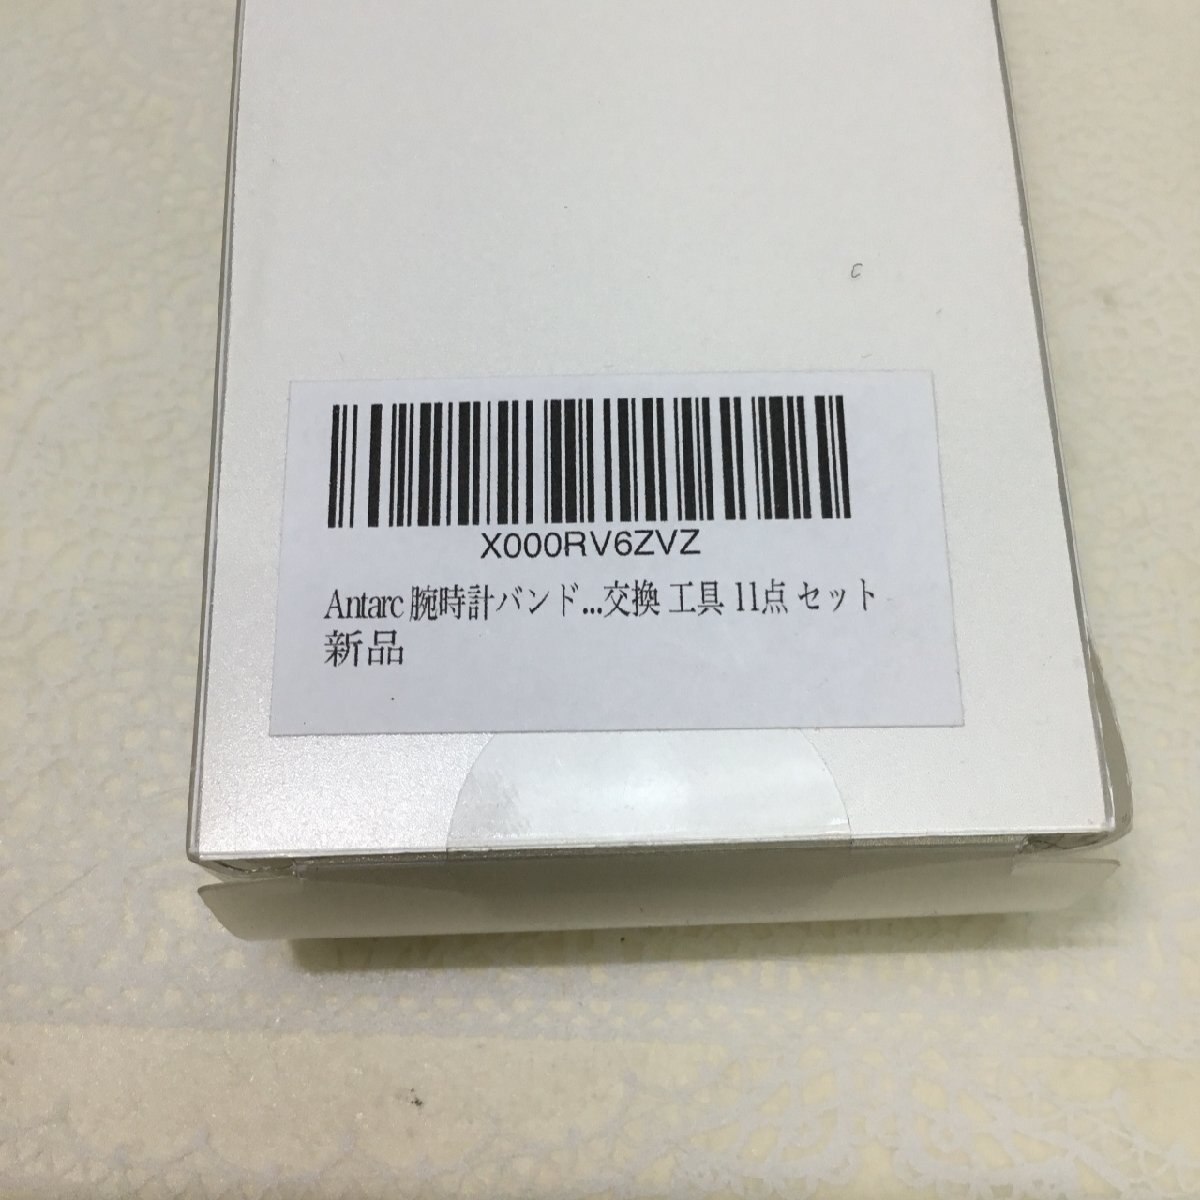 X000RV6ZVZ
Antarc 腕時計バンド...交換 工具 11点 セット
新品